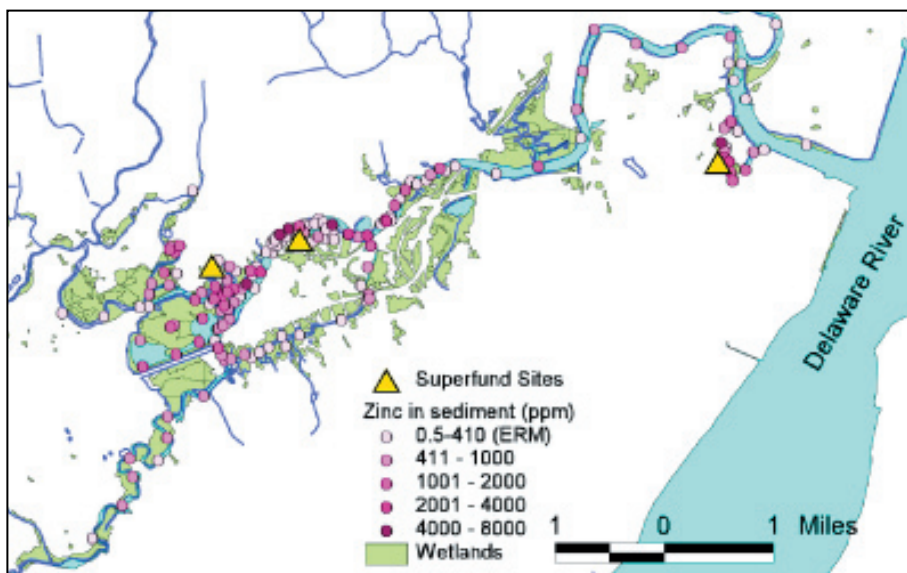 Delaware River
Superfund Sites
Zinc in sediment (ppm)
0.5-410 (ERM)
411 - 1000
1001 - 2000
2001 - 4000
4000 - 8000
Wetlands
1 0 1 Miles